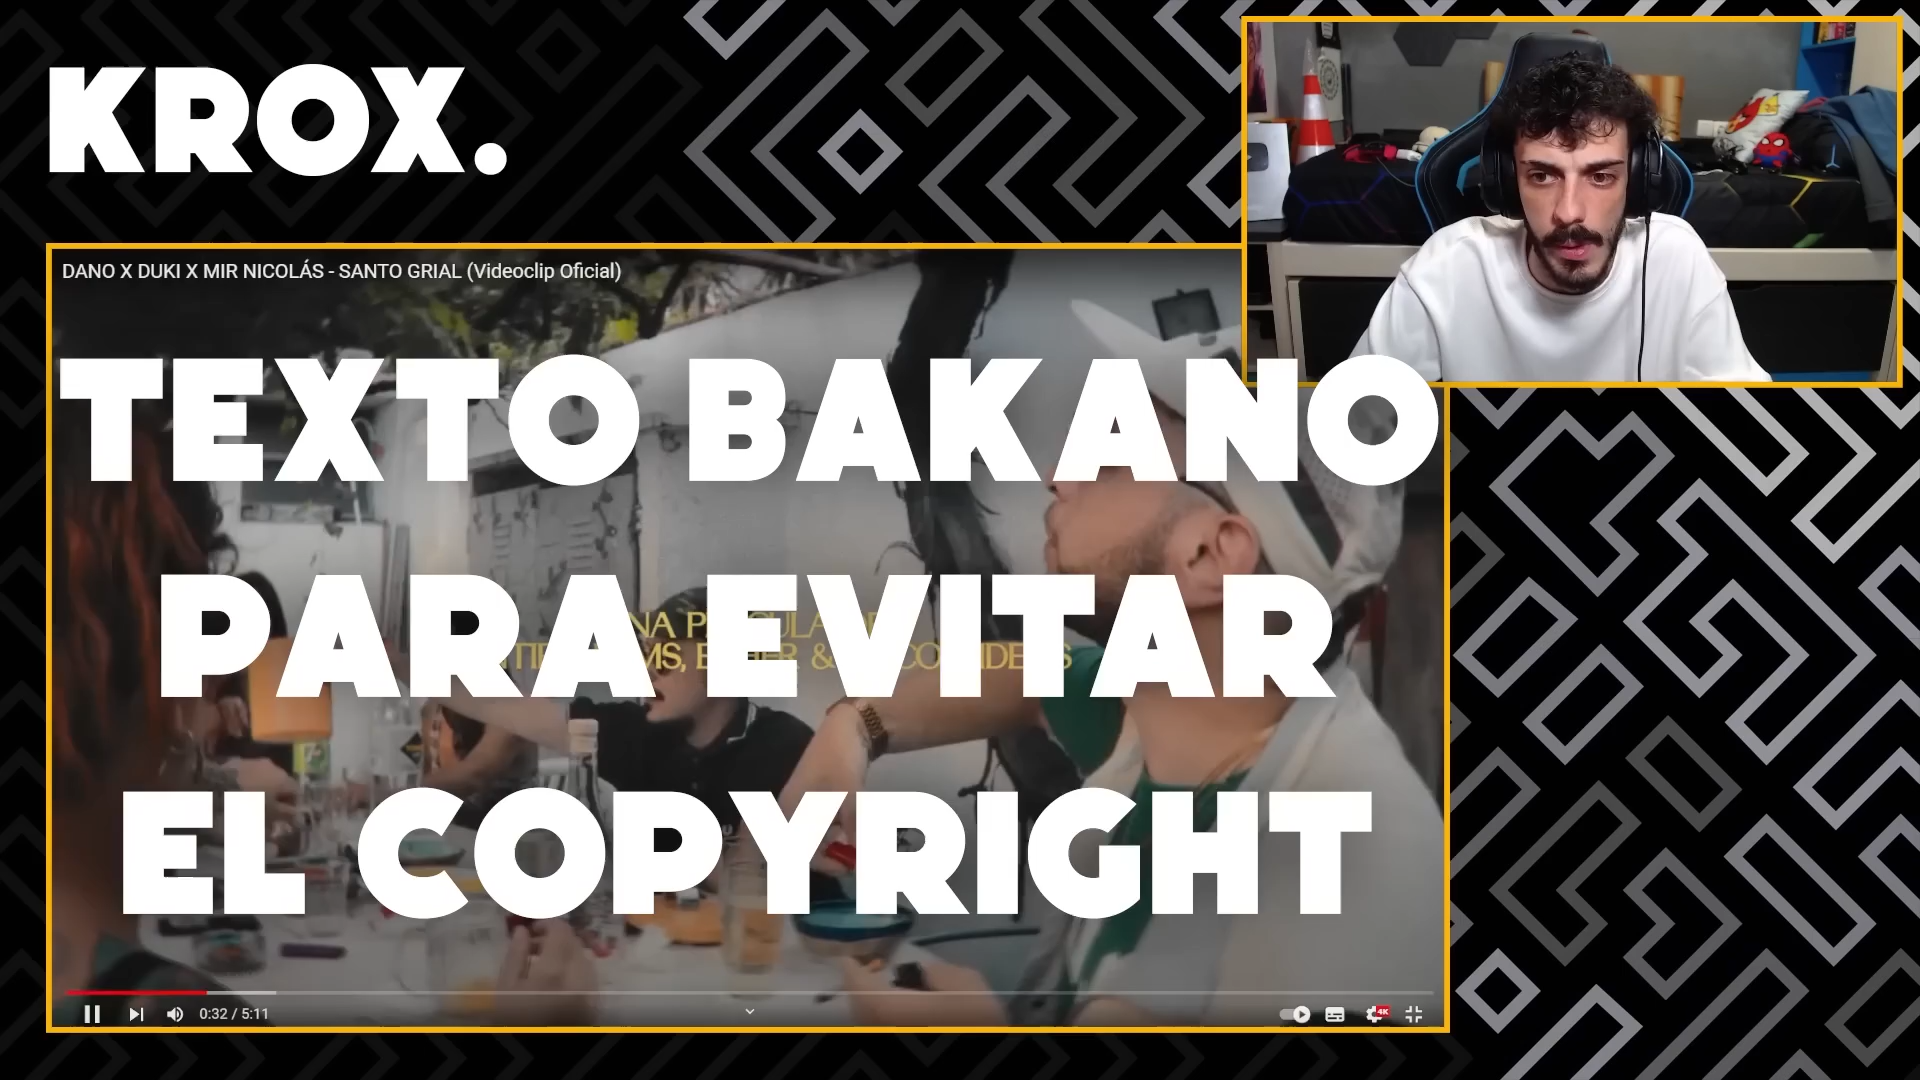 KROX.
DANO X DUKI X MIR NICOLÁS - SANTO GRIAL (Videoclip Oficial)
TEXTO BAKANO
PARA EVITAR
EL COPYRIGHT
0:32 / 5:11
4K